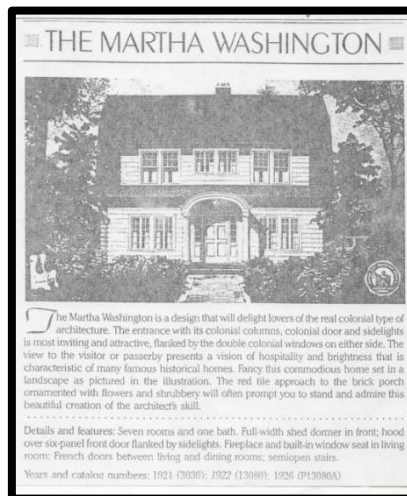 THE MARTHA WASHINGTON
The Martha Washington is a design that will delight lovers of the real colonial type of
architecture. The entrance with its colonial columns, colonial door and sidelights
is most inviting and attractive, flanked by the double colonial windows on either side. The
view to the visitor or passerby presents a vision of hospitality and brightness that is
characteristic of many famous historical homes. Fancy this commodious home set in a
landscape as pictured in the illustration. The red tile approach to the brick porch
ornamented with flowers and shrubbery will often prompt you to stand and admire this
beautiful creation of the architect's skill.
Details and features: Seven rooms and one bath. Full-width shed dormer in front; hood
over six-panel front door flanked by sidelights. Fireplace and built-in window seat in living
room; French doors between living and dining rooms; semiopen stairs.
Years and catalog numbers: 1921 (3030); 1922 (13080); 1926 (P13080A)